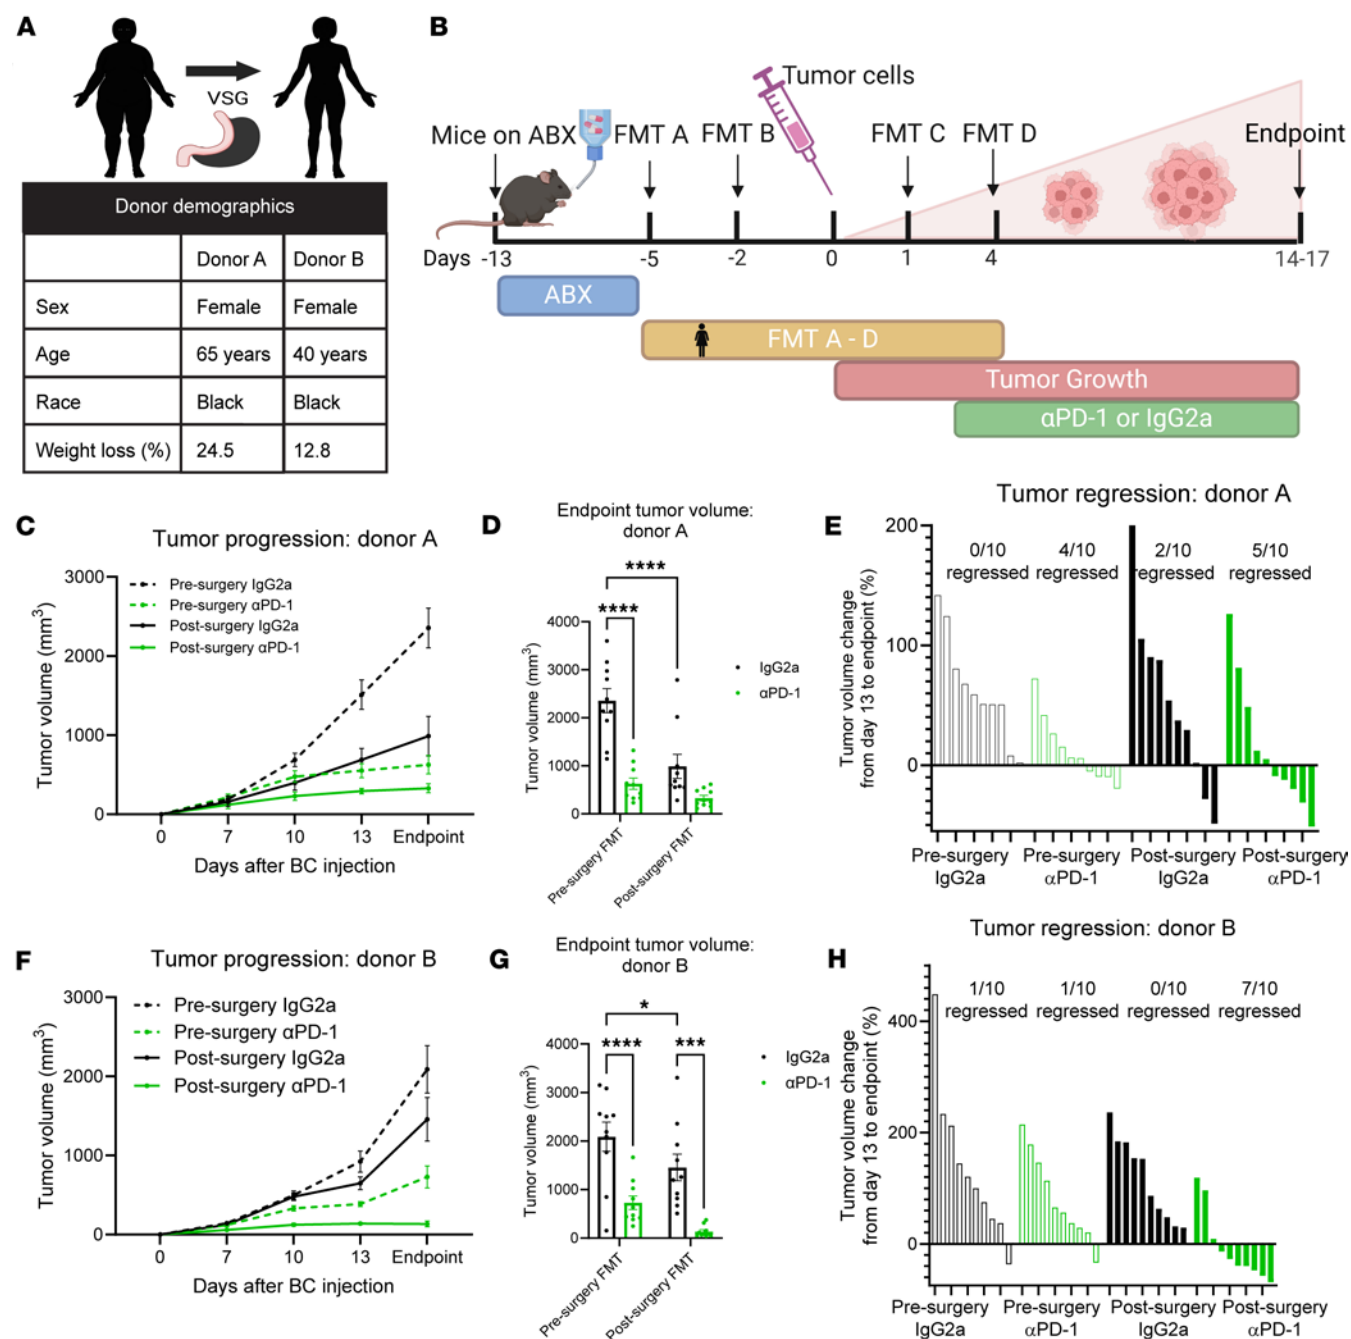 A
VSG
Donor demographics
Donor A Donor B
Sex Female Female
Age 65 years 40 years
Race Black Black
Weight loss (%) 24.5 12.8
B
Tumor cells
Mice on ABX FMT A FMT B FMT C FMT D Endpoint
Days -13 -5 -2 0 1 4 14-17
ABX
FMT A - D
Tumor Growth
αPD-1 or IgG2a
C
Tumor progression: donor A
Pre-surgery IgG2a
Pre-surgery αPD-1
Post-surgery IgG2a
Post-surgery αPD-1
Tumor volume (mm³)
3000
2000
1000
0
0 7 10 13 Endpoint
Days after BC injection
D
Endpoint tumor volume:
donor A
****
****
Tumor volume (mm³)
4000
3000
2000
1000
0
IgG2a
αPD-1
Pre-surgery FMT
Post-surgery FMT
E
Tumor regression: donor A
Tumor volume change
from day 13 to endpoint (%)
200
100
0
0/10 4/10 2/10 5/10
regressed regressed regressed regressed
Pre-surgery Pre-surgery Post-surgery Post-surgery
IgG2a αPD-1 IgG2a αPD-1
F
Tumor progression: donor B
Pre-surgery IgG2a
Pre-surgery αPD-1
Post-surgery IgG2a
Post-surgery αPD-1
Tumor volume (mm³)
3000
2000
1000
0
0 7 10 13 Endpoint
Days after BC injection
G
Endpoint tumor volume:
donor B
*
**** ***
Tumor volume (mm³)
4000
3000
2000
1000
0
IgG2a
αPD-1
Pre-surgery FMT
Post-surgery FMT
H
Tumor regression: donor B
Tumor volume change
from day 13 to endpoint (%)
400
200
0
1/10 1/10 0/10 7/10
regressed regressed regressed regressed
Pre-surgery Pre-surgery Post-surgery Post-surgery
IgG2a αPD-1 IgG2a αPD-1